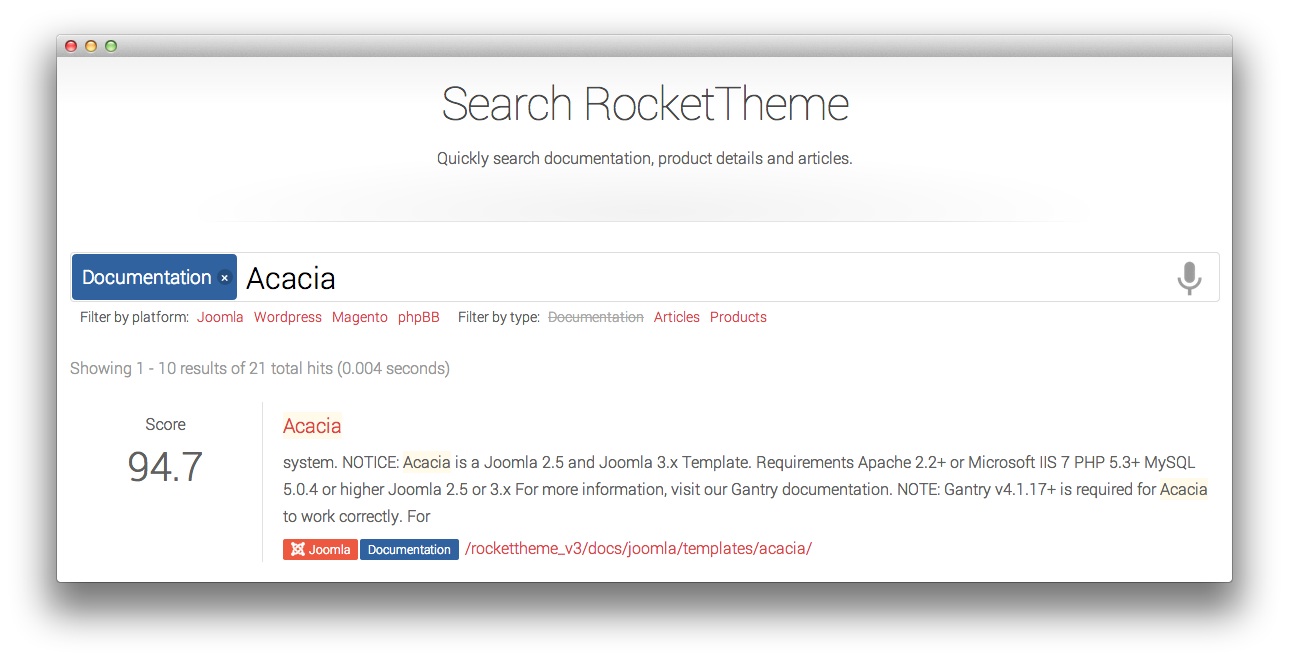 Search RocketTheme
Quickly search documentation, product details and articles.
Documentation × Acacia
Filter by platform: Joomla Wordpress Magento phpBB Filter by type: Documentation Articles Products
Showing 1 - 10 results of 21 total hits (0.004 seconds)
Score
94.7
Acacia
system. NOTICE: Acacia is a Joomla 2.5 and Joomla 3.x Template. Requirements Apache 2.2+ or Microsoft IIS 7 PHP 5.3+ MySQL
5.0.4 or higher Joomla 2.5 or 3.x For more information, visit our Gantry documentation. NOTE: Gantry v4.1.17+ is required for Acacia
to work correctly. For
Joomla Documentation /rockettheme_v3/docs/joomla/templates/acacia/